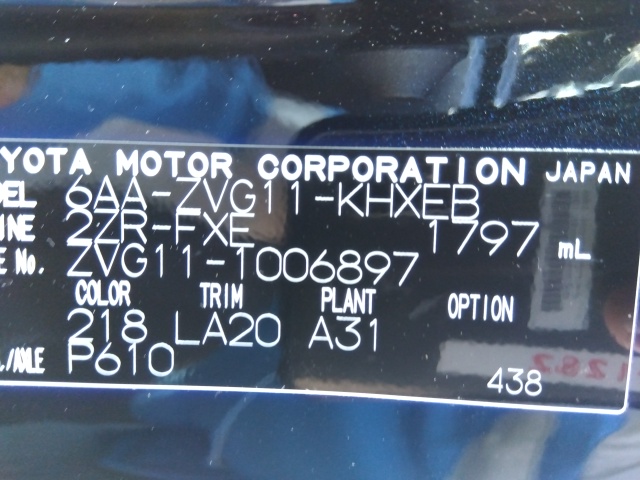 OYOTA MOTOR CORPORATION JAPAN
DEL 6AA-ZVG11-KHXEB
INE 2ZR-FXE 1797 mL
E No. ZVG11-1006897
COLOR TRIM PLANT OPTION
218 LA20 A31
./AXLE P610
438